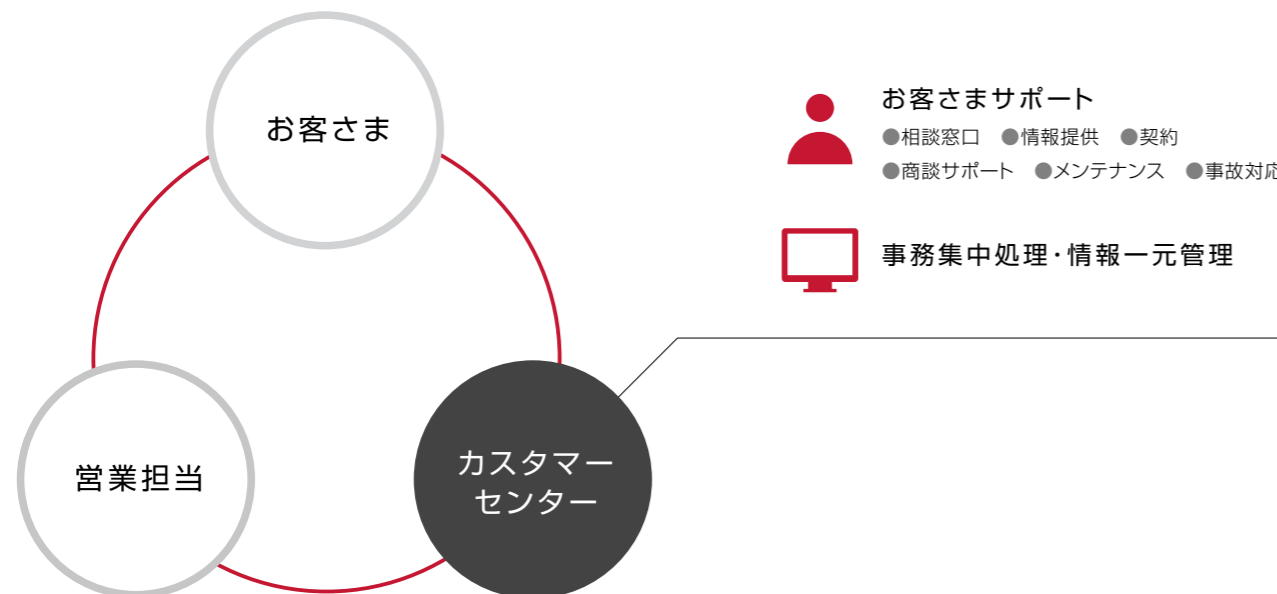 お客さま
営業担当
カスタマー
センター
お客さまサポート
●相談窓口 ●情報提供 ●契約
●商談サポート ●メンテナンス ●事故対応
事務集中処理・情報一元管理